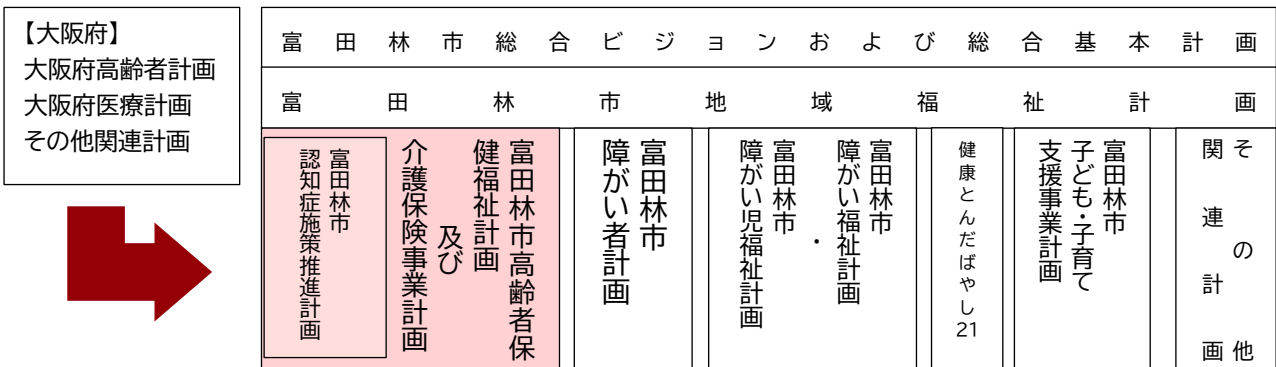 【大阪府】
大阪府高齢者計画
大阪府医療計画
その他関連計画
富田林市総合ビジョンおよび総合基本計画
富田林市地域福祉計画
富田林市高齢者保
健福祉計画
及び
介護保険事業計画
富田林市
認知症施策推進計画
富田林市
障がい者計画
富田林市
障がい福祉計画
・
富田林市
障がい児福祉計画
健康とんだばやし21
富田林市
子ども・子育て
支援事業計画
その他
関連の計画